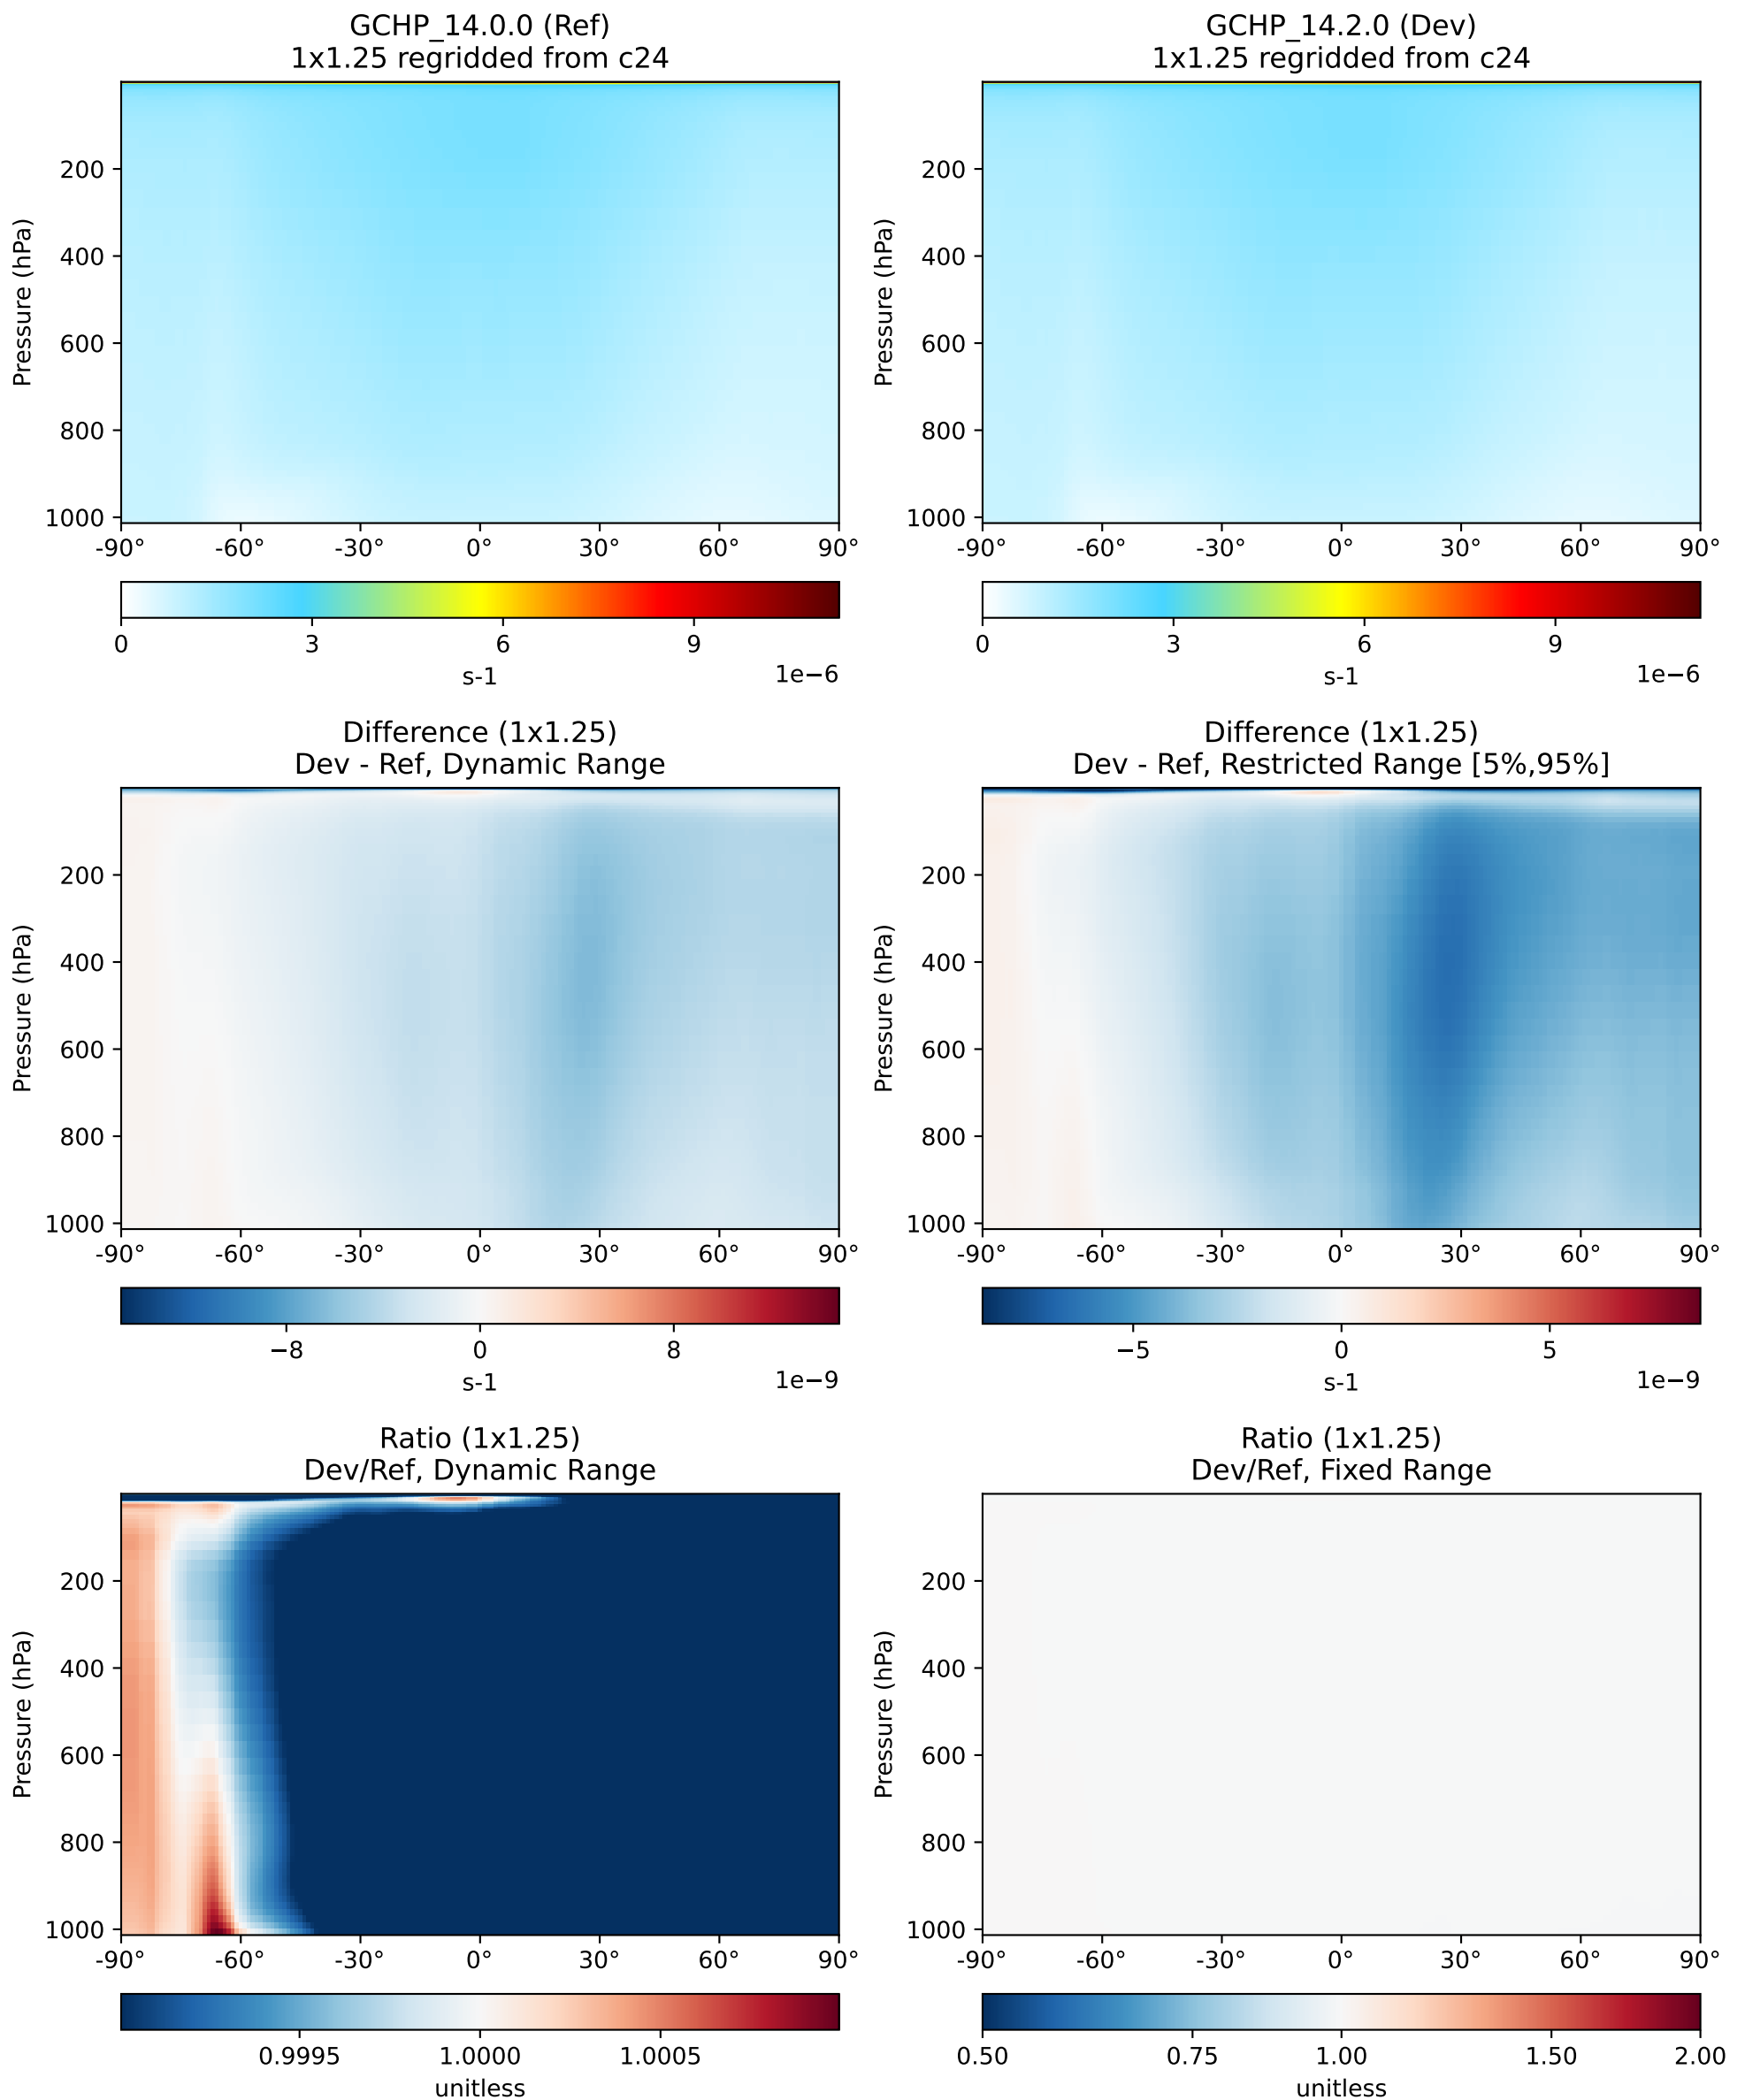 GCHP_14.0.0 (Ref)
1x1.25 regridded from c24
Pressure (hPa)
200
400
600
800
1000
-90° -60° -30° 0° 30° 60° 90°
0 3 6 9
s-1
1e−6
GCHP_14.2.0 (Dev)
1x1.25 regridded from c24
Pressure (hPa)
200
400
600
800
1000
-90° -60° -30° 0° 30° 60° 90°
0 3 6 9
s-1
1e−6
Difference (1x1.25)
Dev - Ref, Dynamic Range
Pressure (hPa)
200
400
600
800
1000
-90° -60° -30° 0° 30° 60° 90°
−8 0 8
s-1
1e−9
Difference (1x1.25)
Dev - Ref, Restricted Range [5%,95%]
Pressure (hPa)
200
400
600
800
1000
-90° -60° -30° 0° 30° 60° 90°
−5 0 5
s-1
1e−9
Ratio (1x1.25)
Dev/Ref, Dynamic Range
Pressure (hPa)
200
400
600
800
1000
-90° -60° -30° 0° 30° 60° 90°
0.9995 1.0000 1.0005
unitless
Ratio (1x1.25)
Dev/Ref, Fixed Range
Pressure (hPa)
200
400
600
800
1000
-90° -60° -30° 0° 30° 60° 90°
0.50 0.75 1.00 1.50 2.00
unitless